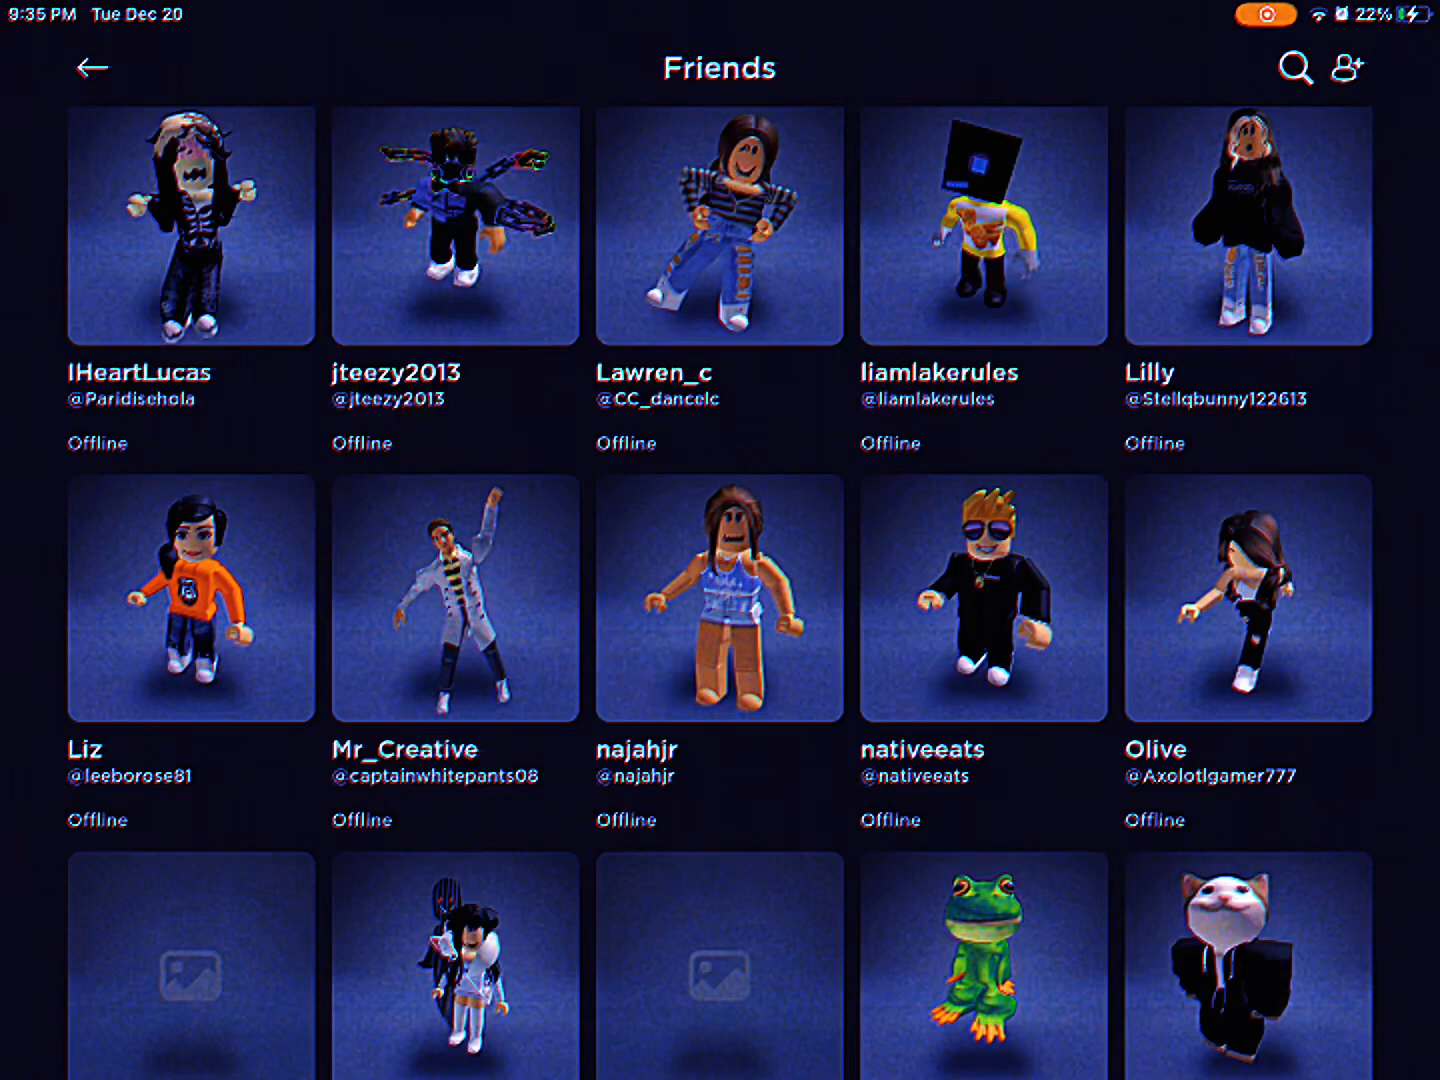 9:35 PM Tue Dec 20
22%
Friends
IHeartLucas
@Paridisehola
Offline
jteezy2013
@jteezy2013
Offline
Lawren_c
@CC_dancelc
Offline
liamlakerules
@liamlakerules
Offline
Lilly
@Stellqbunny122613
Offline
Liz
@leeborose81
Offline
Mr_Creative
@captainwhitepants08
Offline
najahjr
@najahjr
Offline
nativeeats
@nativeeats
Offline
Olive
@Axolotlgamer777
Offline